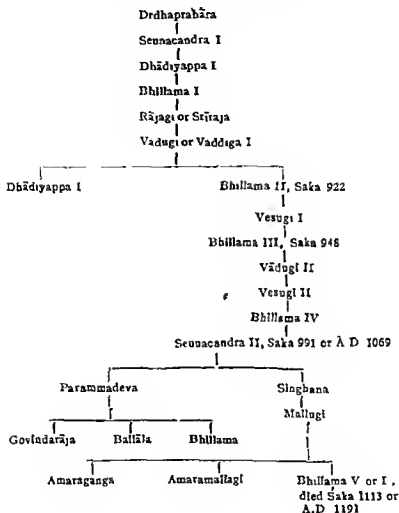 Drdhaprahāra
Seunacandra I
Dhādiyappa I
Bhillama I
Rājagi or Srīraja
Vadugi or Vaddiga I
Dhādiyappa I
Bhillama II, Saka 922
Vesugi I
Bhillama III, Saka 948
Vādugi II
Vesugi II
Bhillama IV
Seunacandra II, Saka 991 or A D 1069
Parammadeva
Singhana
Mallugi
Govindarāja
Ballāla
Bhillama
Amaraganga
Amaramallagi
Bhillama V or I,
died Saka 1113 or
A.D 1191